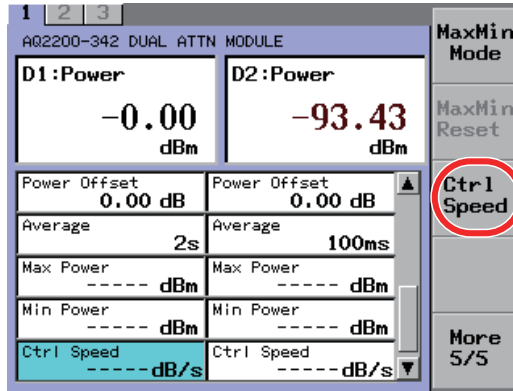 1 2 3
AQ2200-342 DUAL ATTN MODULE
D1:Power
-0.00
dBm
D2:Power
-93.43
dBm
Power Offset
0.00 dB
Power Offset
0.00 dB
Average
2s
Average
100ms
Max Power
----- dBm
Max Power
----- dBm
Min Power
----- dBm
Min Power
----- dBm
Ctrl Speed
-----dB/s
Ctrl Speed
-----dB/s
MaxMin
Mode
MaxMin
Reset
Ctrl
Speed
More
5/5